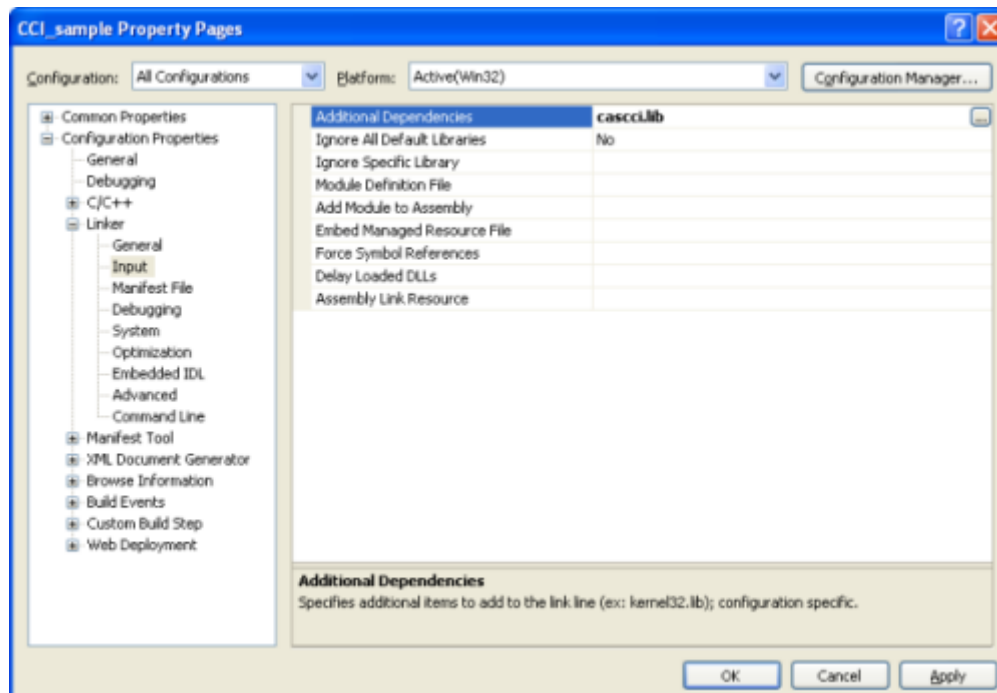 CCI_sample Property Pages
Configuration: All Configurations Platform: Active(Win32) Configuration Manager...
Common Properties
Configuration Properties
General
Debugging
C/C++
Linker
General
Input
Manifest File
Debugging
System
Optimization
Embedded IDL
Advanced
Command Line
Manifest Tool
XML Document Generator
Browse Information
Build Events
Custom Build Step
Web Deployment
Additional Dependencies cascci.lib ...
Ignore All Default Libraries No
Ignore Specific Library
Module Definition File
Add Module to Assembly
Embed Managed Resource File
Force Symbol References
Delay Loaded DLLs
Assembly Link Resource
Additional Dependencies
Specifies additional items to add to the link line (ex: kernel32.lib); configuration specific.
OK Cancel Apply